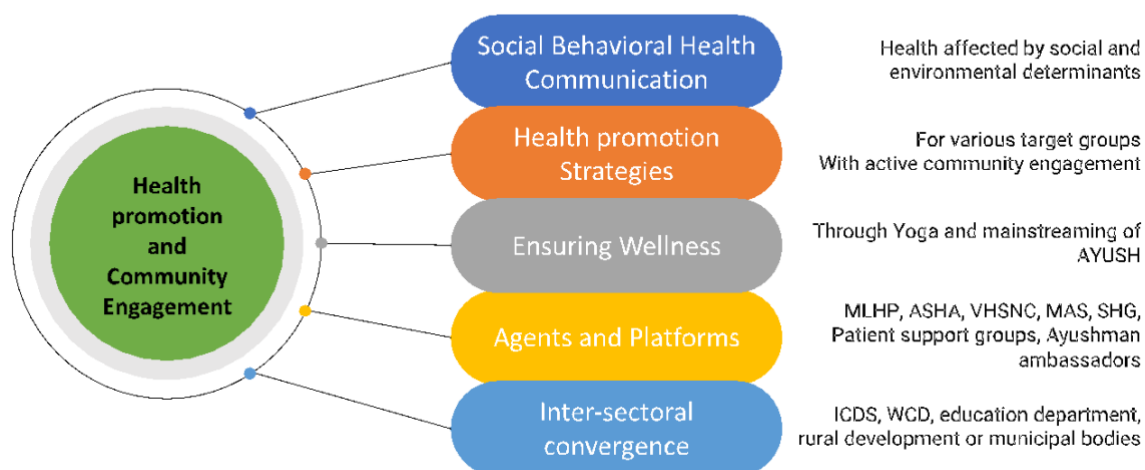 Health
promotion
and
Community
Engagement
Social Behavioral Health
Communication
Health affected by social and
environmental determinants
Health promotion
Strategies
For various target groups
With active community engagement
Ensuring Wellness
Through Yoga and mainstreaming of
AYUSH
Agents and Platforms
MLHP, ASHA, VHSNC, MAS, SHG,
Patient support groups, Ayushman
ambassadors
Inter-sectoral
convergence
ICDS, WCD, education department,
rural development or municipal bodies